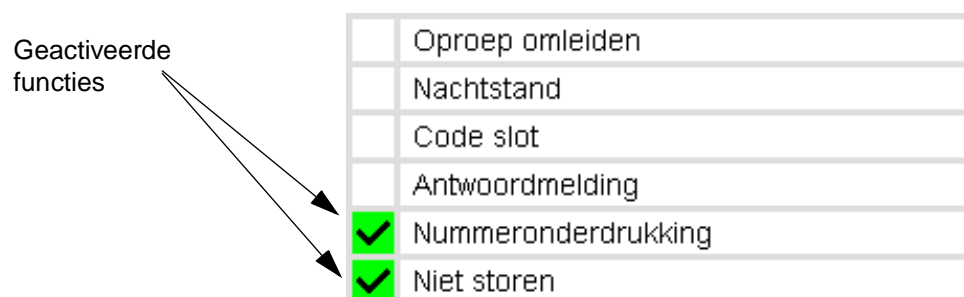 Geactiveerde
functies
Oproep omleiden
Nachtstand
Code slot
Antwoordmelding
Nummeronderdrukking
Niet storen